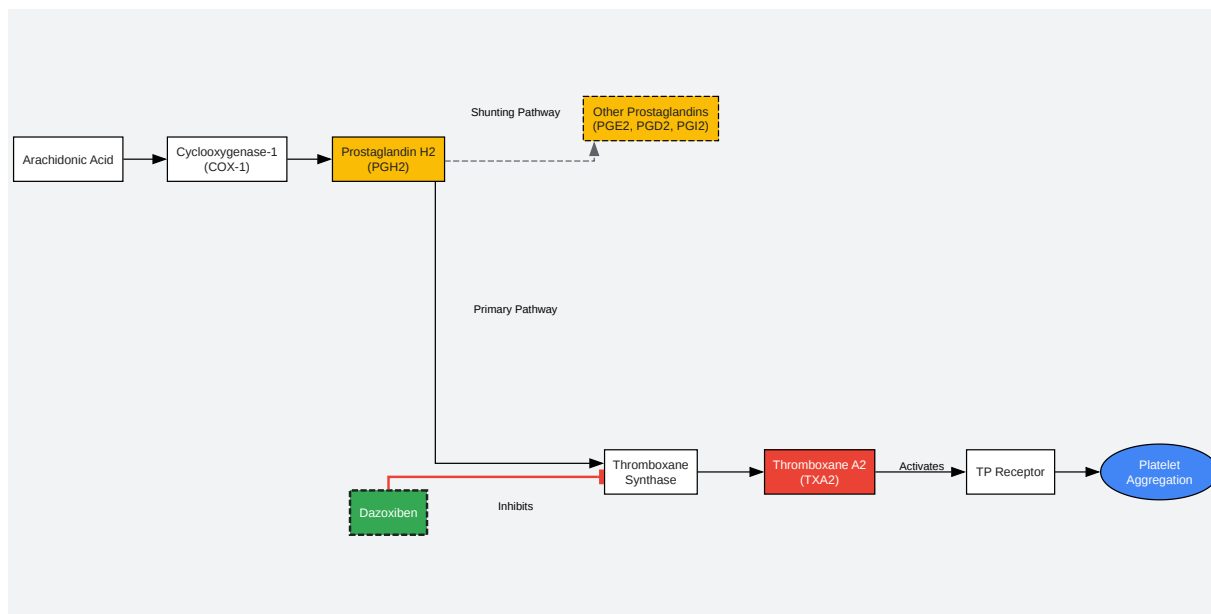 Shunting Pathway
Other Prostaglandins
(PGE2, PGD2, PGI2)
Arachidonic Acid
Cyclooxygenase-1
(COX-1)
Prostaglandin H2
(PGH2)
Primary Pathway
Thromboxane
Synthase
Thromboxane A2
(TXA2)
Activates
TP Receptor
Platelet
Aggregation
Dazoxiben
Inhibits